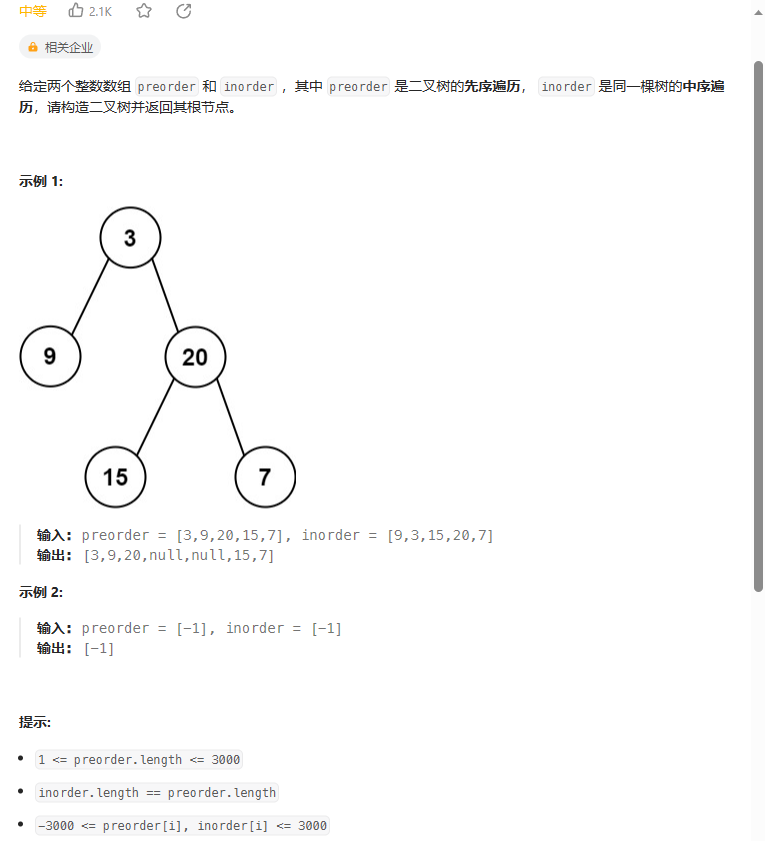 中等 2.1K
相关企业
给定两个整数数组 preorder 和 inorder ，其中 preorder 是二叉树的先序遍历， inorder 是同一棵树的中序遍
历，请构造二叉树并返回其根节点。
示例 1:
3
9
20
15
7
输入: preorder = [3,9,20,15,7], inorder = [9,3,15,20,7]
输出: [3,9,20,null,null,15,7]
示例 2:
输入: preorder = [-1], inorder = [-1]
输出: [-1]
提示:
1 <= preorder.length <= 3000
inorder.length == preorder.length
-3000 <= preorder[i], inorder[i] <= 3000